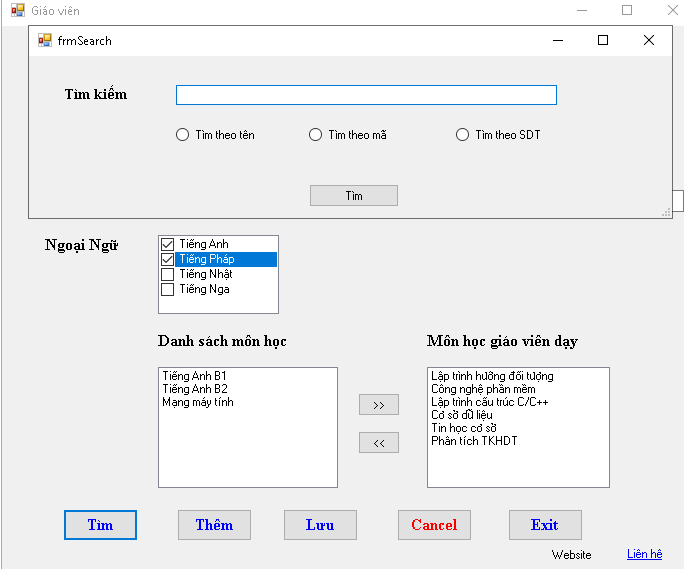 Giáo viên
frmSearch
Tìm kiếm
Tìm theo tên Tìm theo mã Tìm theo SDT
Tìm
Ngoại Ngữ
Tiếng Anh
Tiếng Pháp
Tiếng Nhật
Tiếng Nga
Danh sách môn học
Môn học giáo viên dạy
Tiếng Anh B1
Tiếng Anh B2
Mạng máy tính
>>
<<
Lập trình hướng đối tượng
Công nghệ phần mềm
Lập trình cấu trúc C/C++
Cơ sở dữ liệu
Tin học cơ sở
Phân tích TKHDT
Tìm Thêm Lưu Cancel Exit
Website Liên hệ